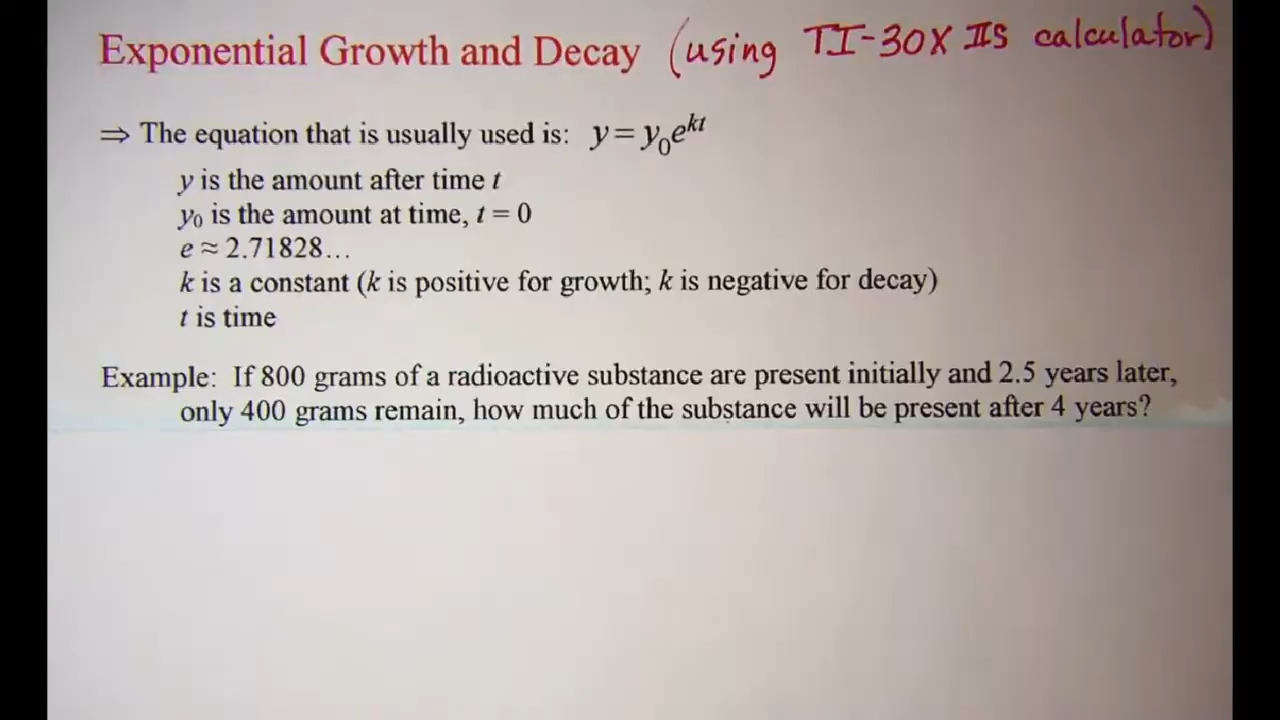 Exponential Growth and Decay (using TI-30X IIS calculator)
⇒ The equation that is usually used is: y = y₀eᵏᵗ
y is the amount after time t
y₀ is the amount at time, t = 0
e ≈ 2.71828...
k is a constant (k is positive for growth; k is negative for decay)
t is time
Example: If 800 grams of a radioactive substance are present initially and 2.5 years later,
only 400 grams remain, how much of the substance will be present after 4 years?